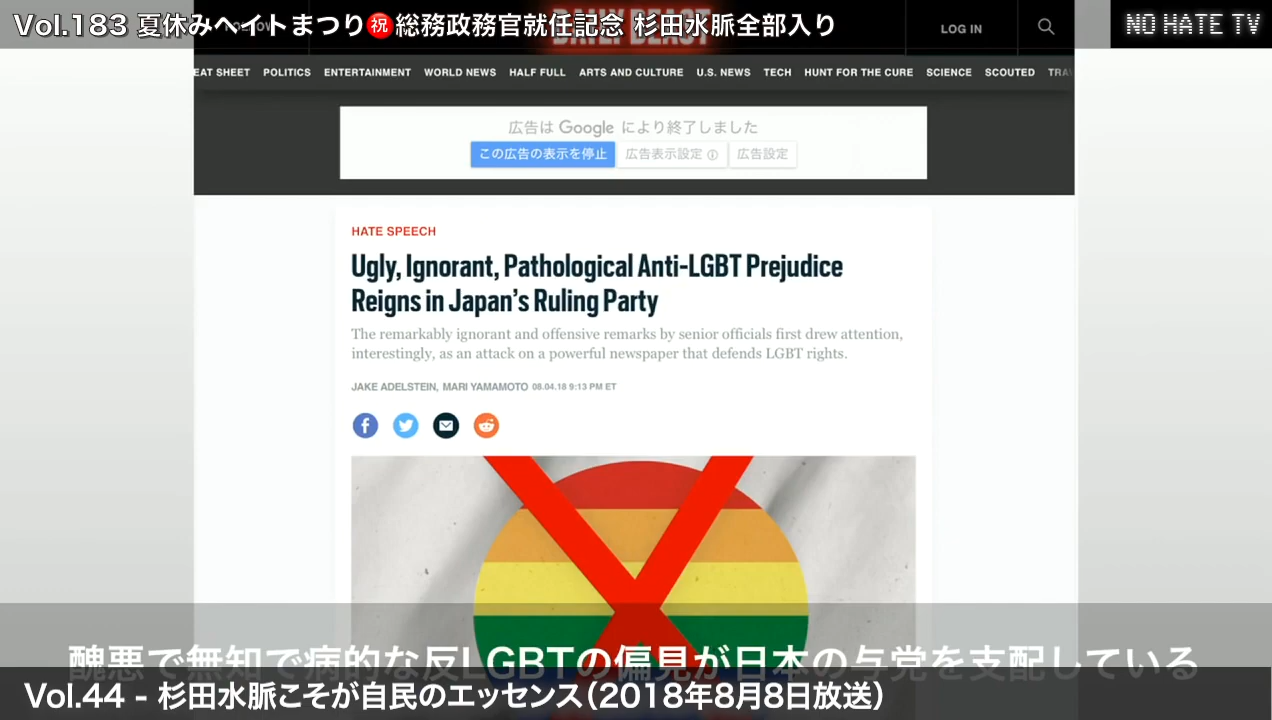 Vol.183 夏休みヘイトまつり㊗総務政務官就任記念 杉田水脈全部入り
NO HATE TV
DAILY BEAST
LOG IN
EAT SHEET POLITICS ENTERTAINMENT WORLD NEWS HALF FULL ARTS AND CULTURE U.S. NEWS TECH HUNT FOR THE CURE SCIENCE SCOUTED TRA
広告は Google により終了しました
この広告の表示を停止 広告表示設定 広告設定
HATE SPEECH
Ugly, Ignorant, Pathological Anti-LGBT Prejudice
Reigns in Japan's Ruling Party
The remarkably ignorant and offensive remarks by senior officials first drew attention,
interestingly, as an attack on a powerful newspaper that defends LGBT rights.
JAKE ADELSTEIN, MARI YAMAMOTO 08.04.18 9:13 PM ET
醜悪で無知で病的な反LGBTの偏見が日本の与党を支配している
Vol.44 - 杉田水脈こそが自民のエッセンス(2018年8月8日放送)